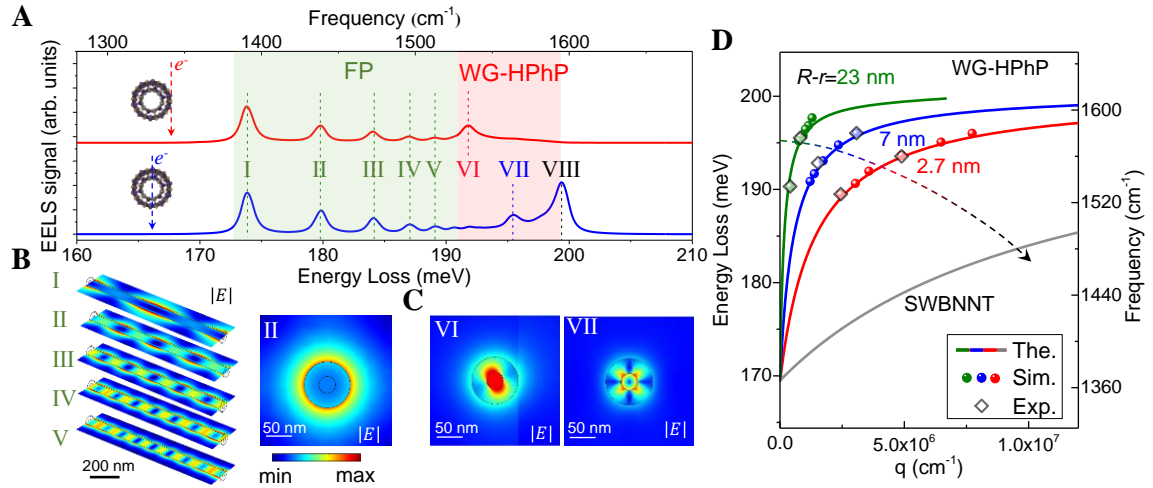 A
Frequency (cm-1)
1300 1400 1500 1600
EELS signal (arb. units)
e-
e-
FP
WG-HPhP
I II III IV V VI VII VIII
160 170 180 190 200 210
Energy Loss (meV)
B
I
II
III
IV
V
|E|
200 nm
II
50 nm
|E|
min
max
C
VI
50 nm
|E|
VII
50 nm
|E|
D
R-r=23 nm
WG-HPhP
7 nm
2.7 nm
SWBNNT
The.
Sim.
Exp.
200
190
180
170
Energy Loss (meV)
1600
1520
1440
1360
Frequency (cm-1)
0.0 5.0x10^6 1.0x10^7
q (cm-1)